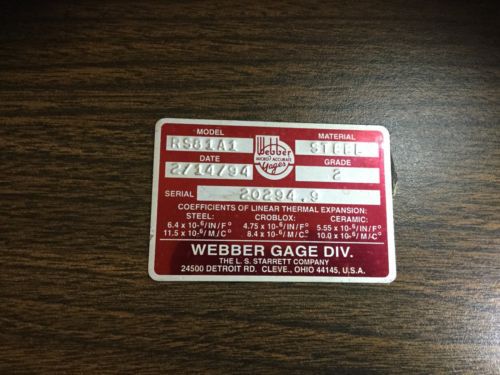 MODEL
RS81A1
Webber
MICRO ACCURATE
Gages
MATERIAL
STEEL
DATE
2/14/94
GRADE
2
SERIAL 20294.9
COEFFICIENTS OF LINEAR THERMAL EXPANSION:
STEEL: CROBLOX: CERAMIC:
6.4 x 10-6/IN/F° 4.75 x 10-6/IN/F° 5.55 x 10-6/IN/F°
11.5 x 10-6/M/C° 8.4 x 10-6/M/C° 10.0 x 10-6/M/C°
WEBBER GAGE DIV.
THE L. S. STARRETT COMPANY
24500 DETROIT RD. CLEVE., OHIO 44145, U.S.A.